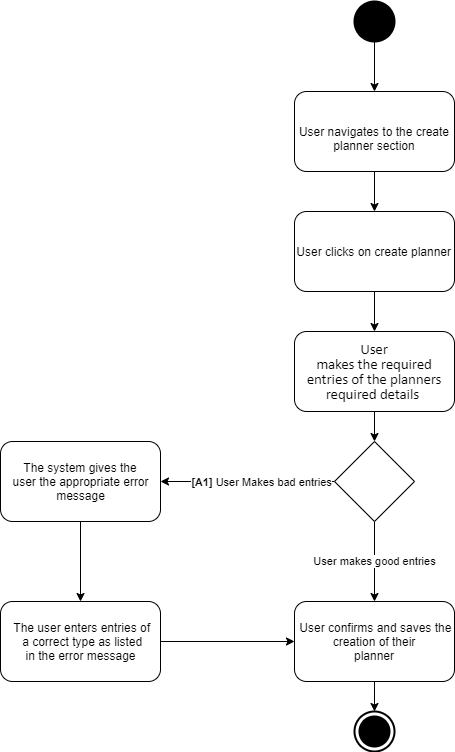 User navigates to the create
planner section
User clicks on create planner
User
makes the required
entries of the planners
required details
[A1] User Makes bad entries
The system gives the
user the appropriate error
message
User makes good entries
The user enters entries of
a correct type as listed
in the error message
User confirms and saves the
creation of their
planner